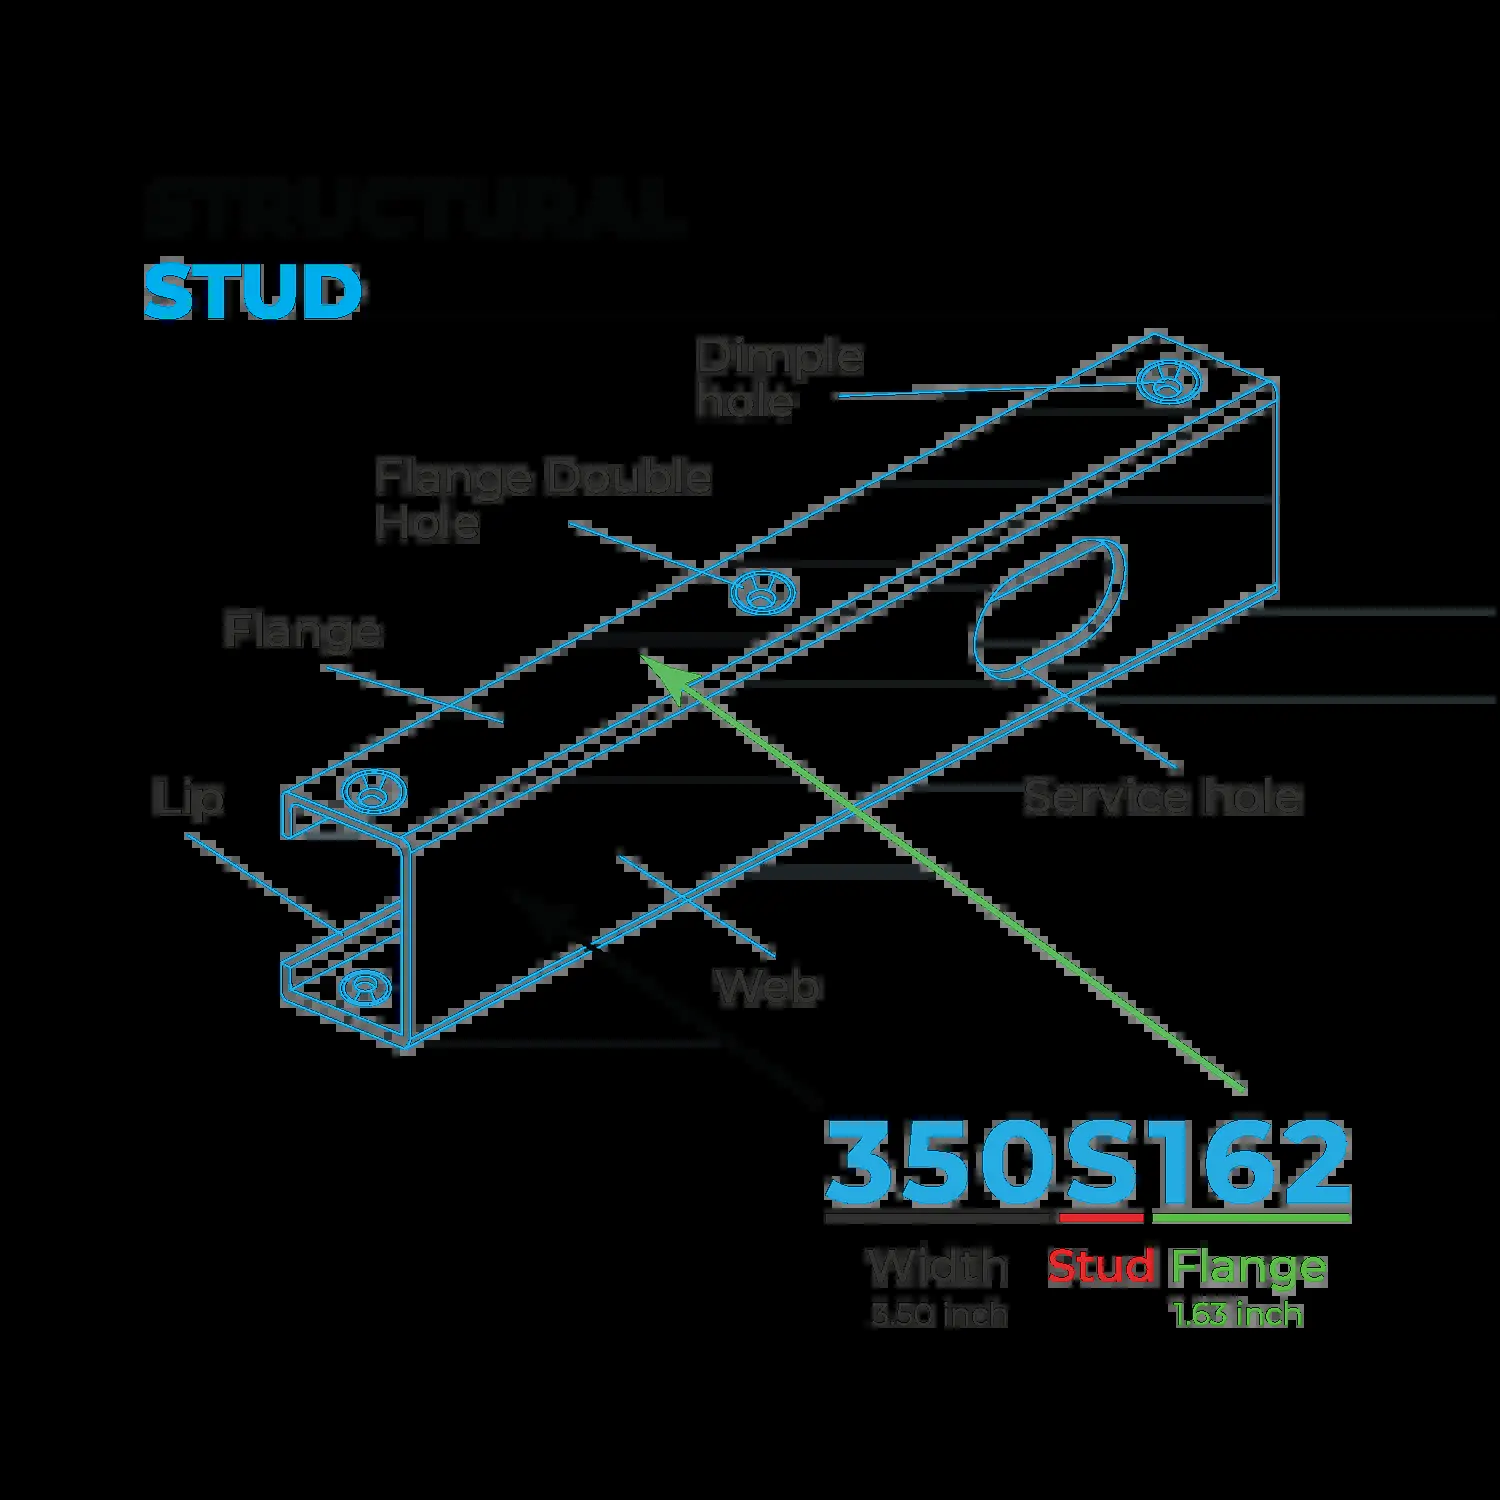 STRUCTURAL
STUD
Dimple
hole
Flange Double
Hole
Flange
Lip
Service hole
Web
350S162
Width Stud Flange
3.50 inch 1.63 inch